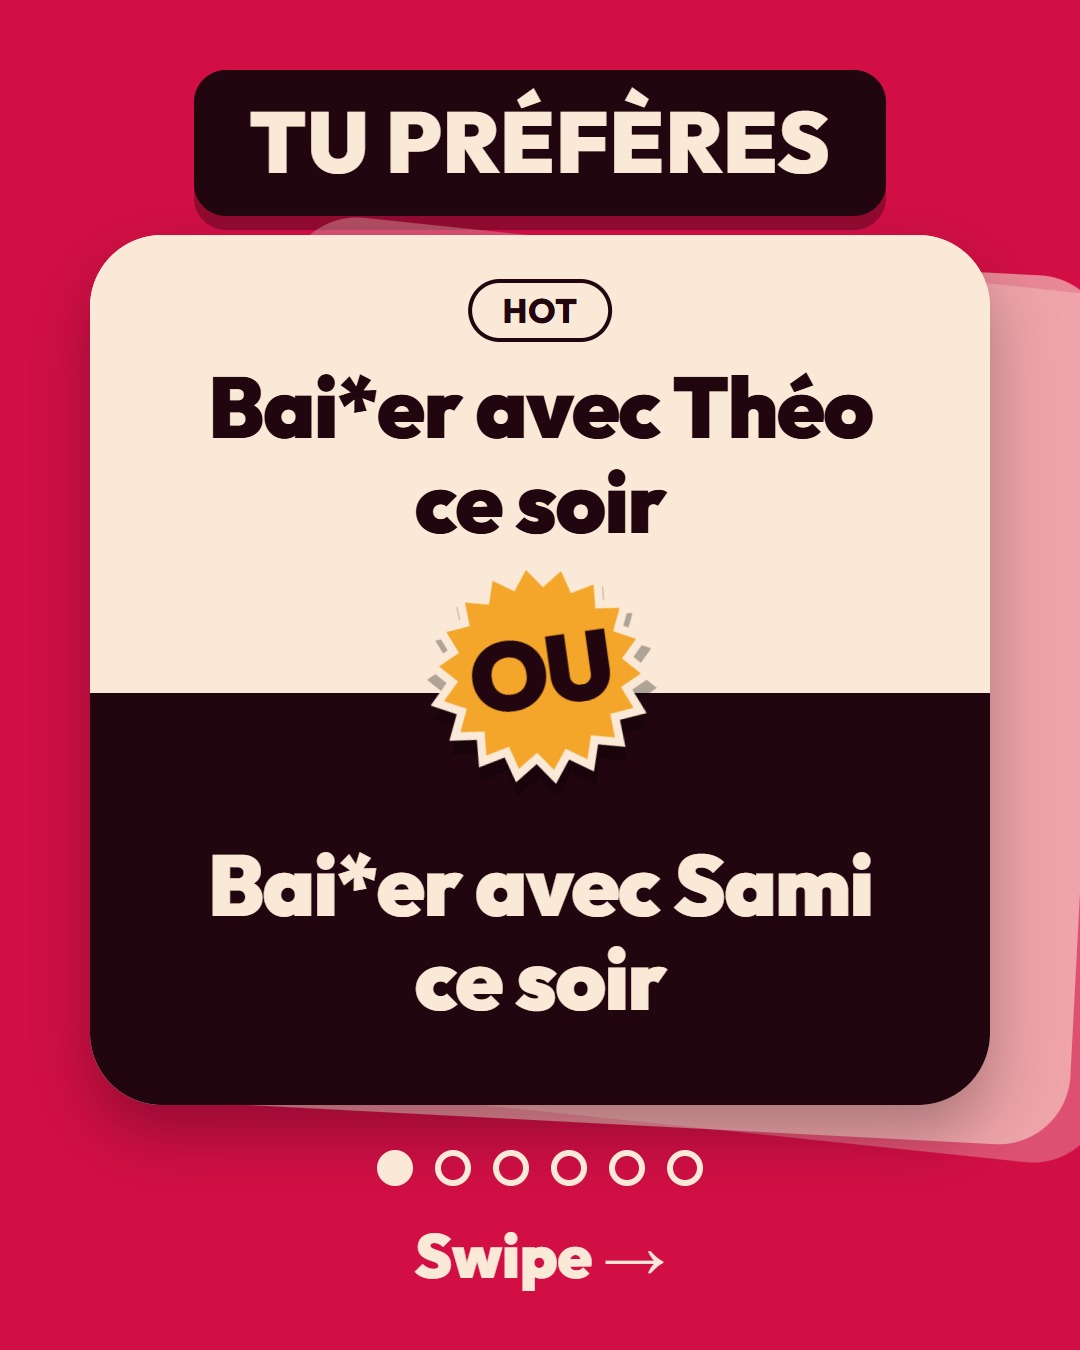 TU PRÉFÈRES
HOT
Bai*er avec Théo
ce soir
OU
Bai*er avec Sami
ce soir
Swipe →